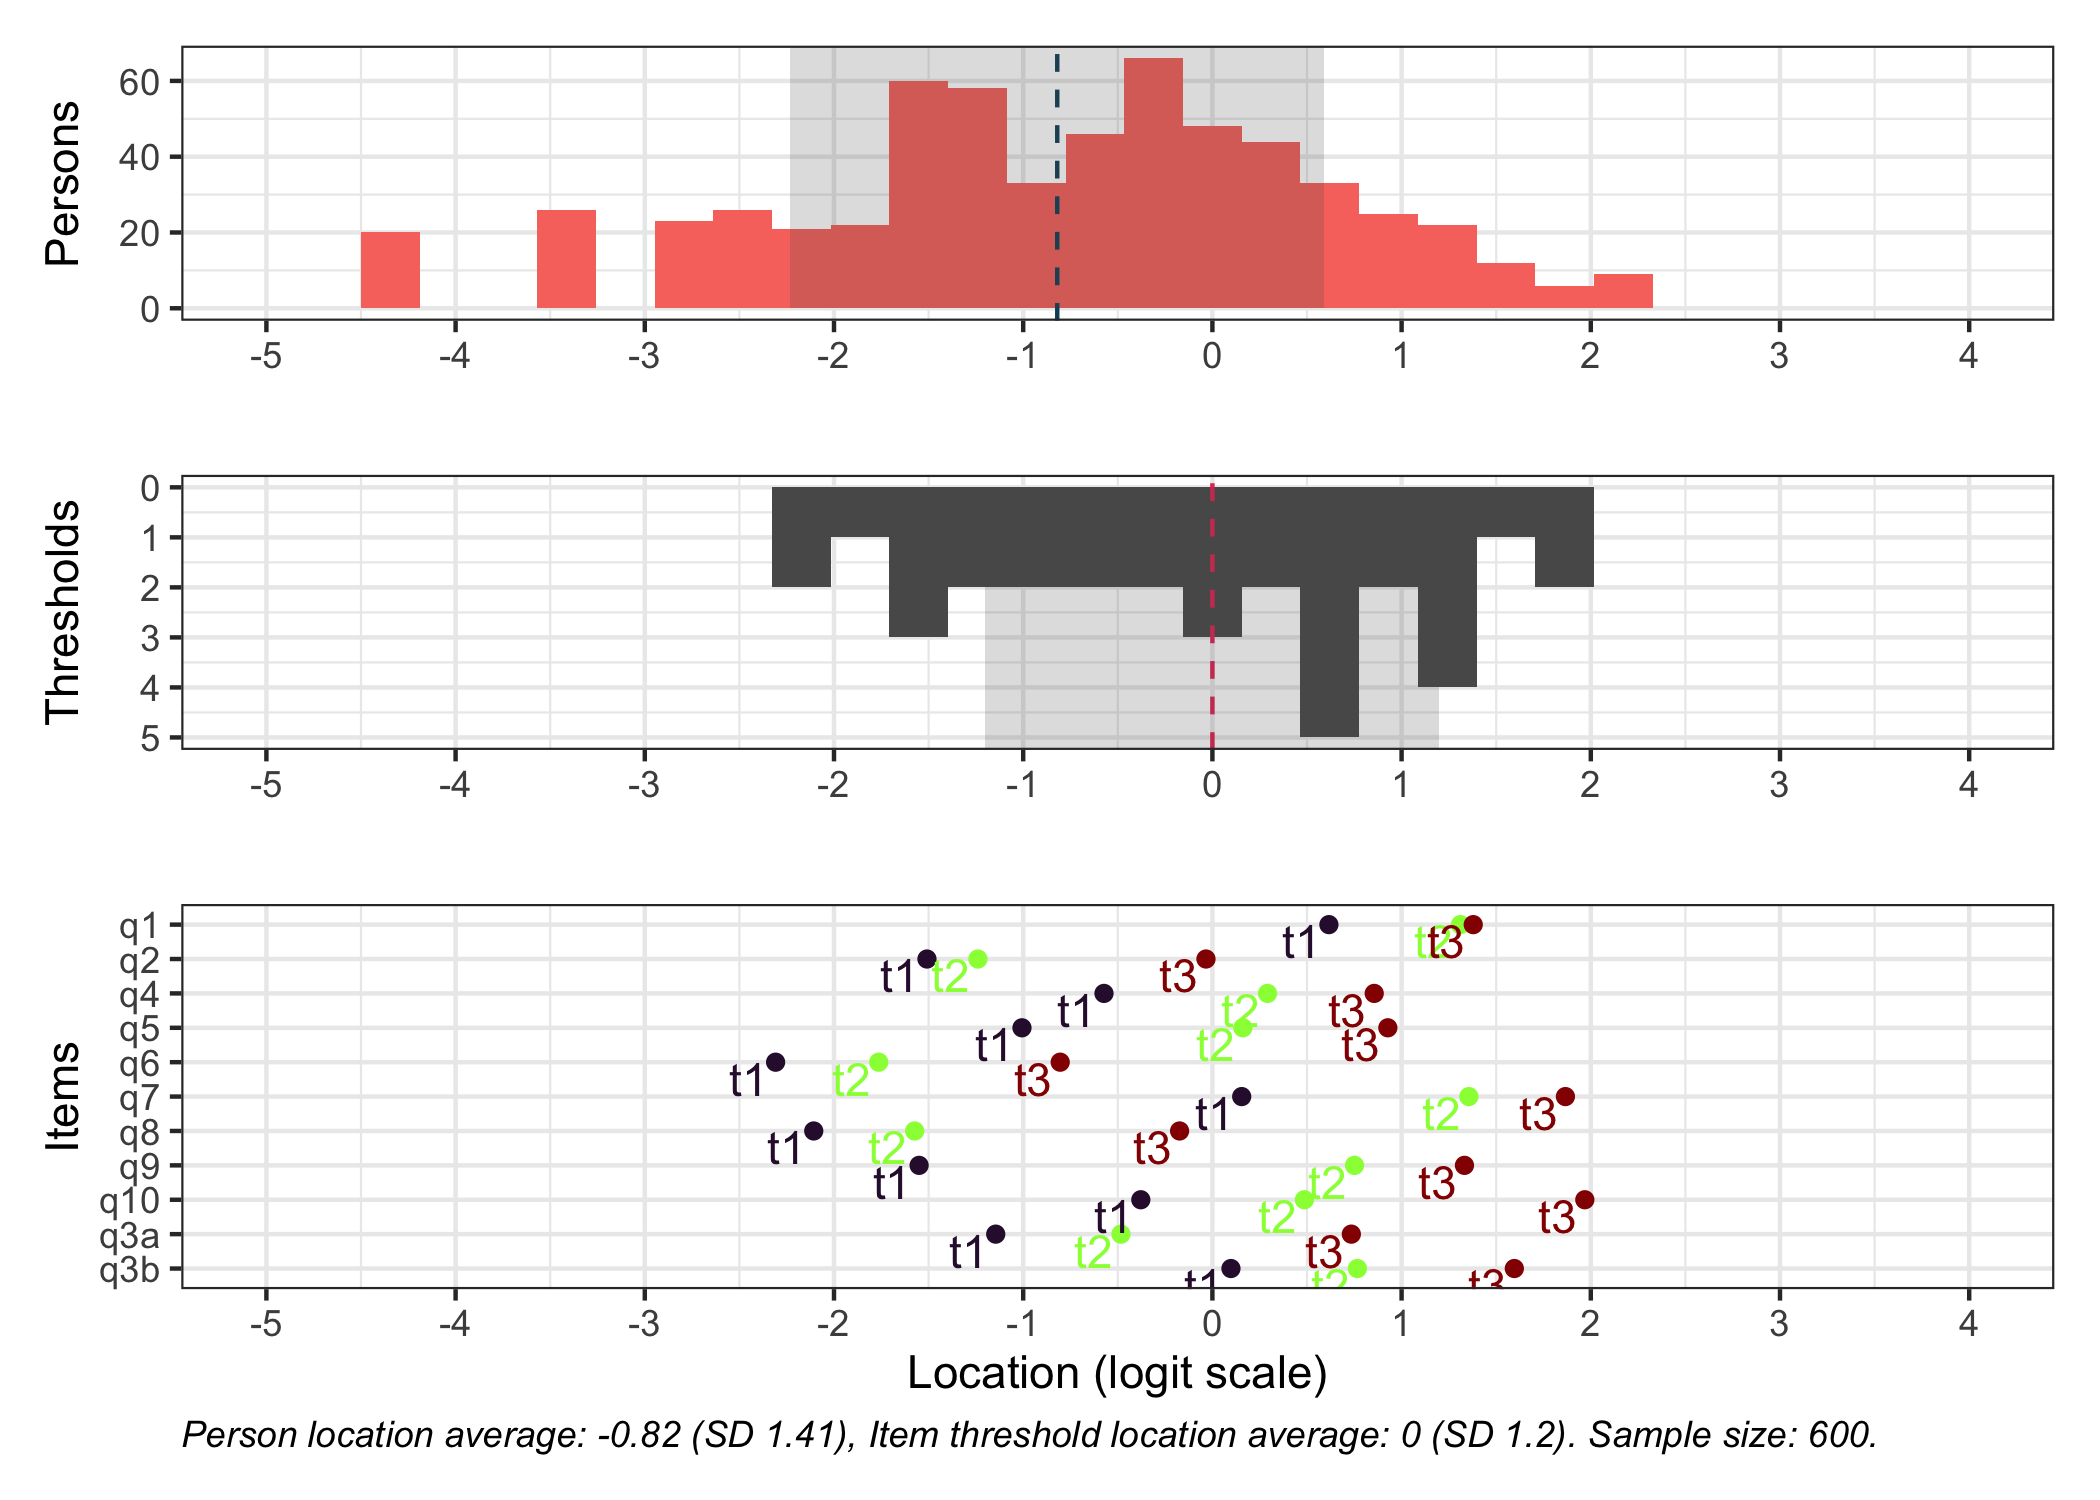 Persons
60
40
20
0
-5 -4 -3 -2 -1 0 1 2 3 4
Thresholds
0
1
2
3
4
5
-5 -4 -3 -2 -1 0 1 2 3 4
Items
q1 t1 t2 t3
q2 t1 t2 t3
q4 t1 t2 t3
q5 t1 t2 t3
q6 t1 t2 t3
q7 t1 t2 t3
q8 t1 t2 t3
q9 t1 t2 t3
q10 t1 t2 t3
q3a t1 t2 t3
q3b t1 t2 t3
-5 -4 -3 -2 -1 0 1 2 3 4
Location (logit scale)
Person location average: -0.82 (SD 1.41), Item threshold location average: 0 (SD 1.2). Sample size: 600.